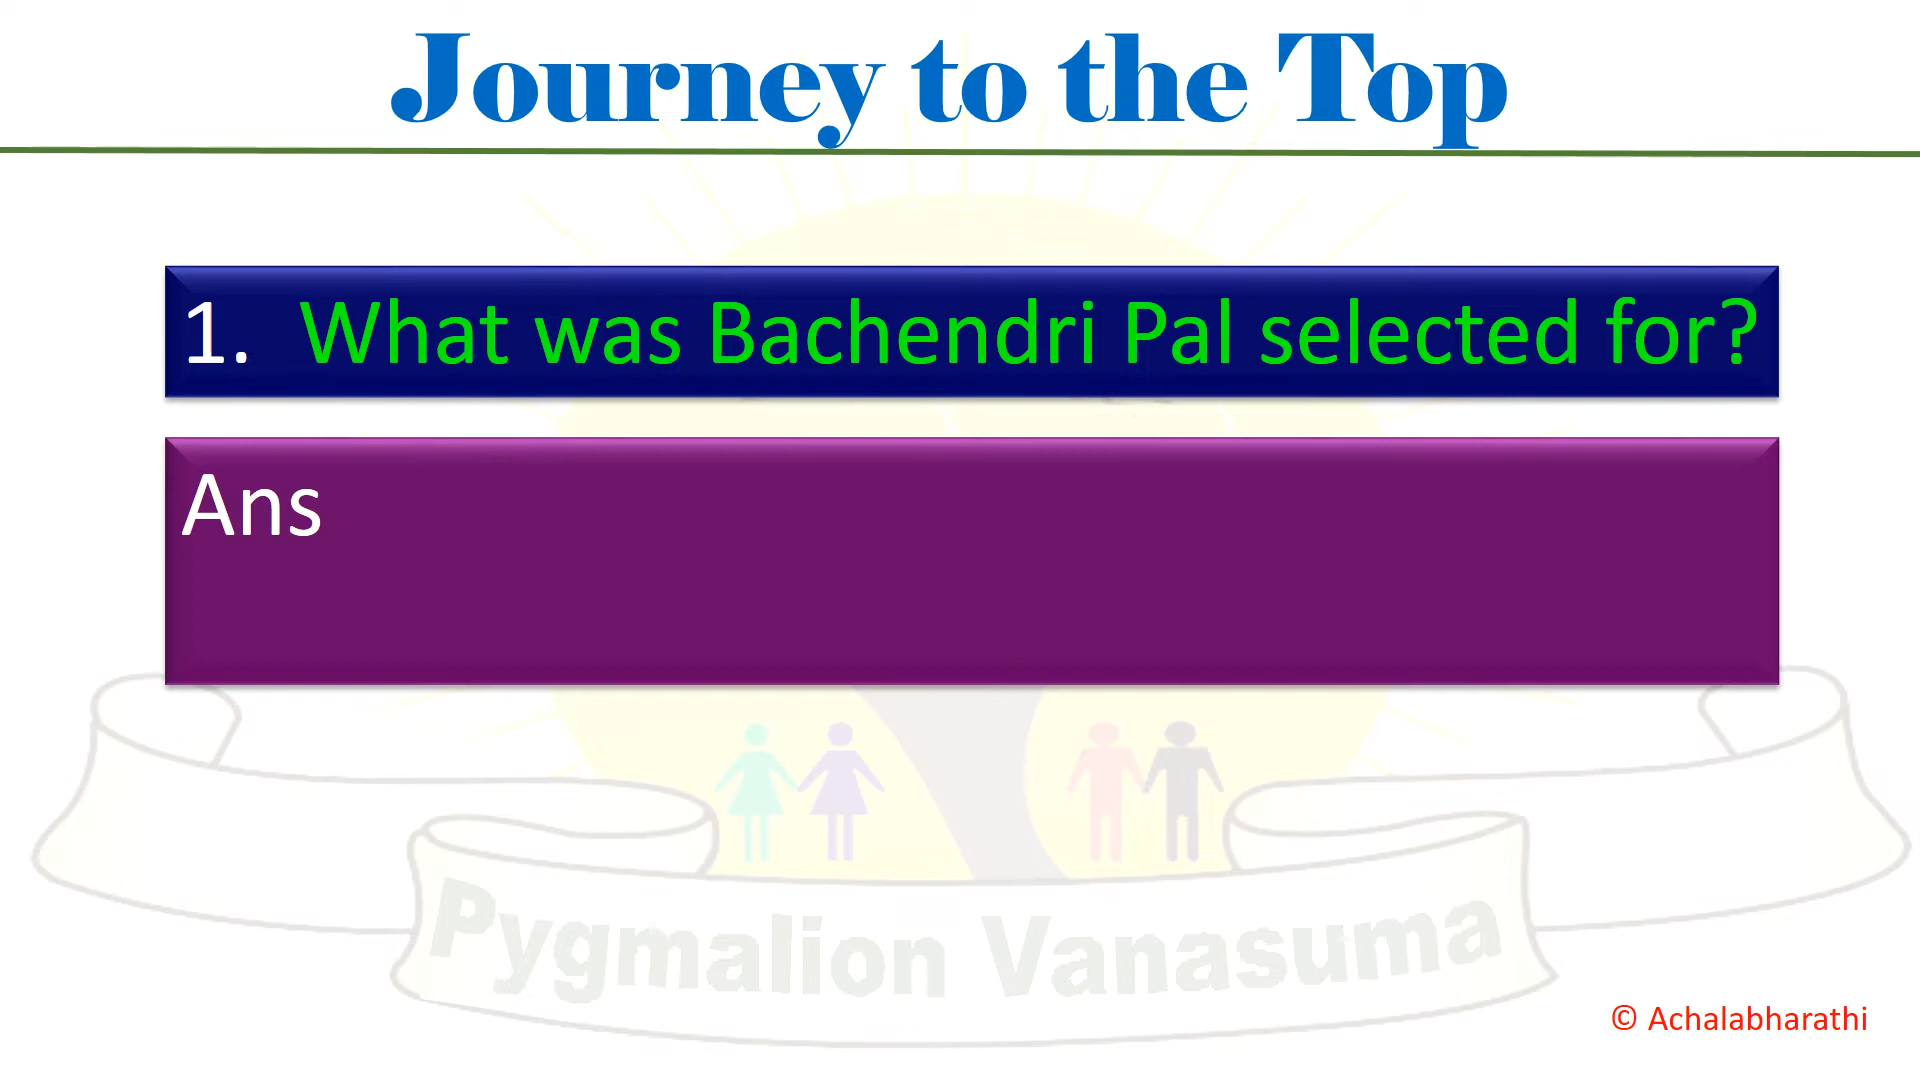 Journey to the Top
1. What was Bachendri Pal selected for?
Ans
Pygmalion Vanasuma
© Achalabharathi